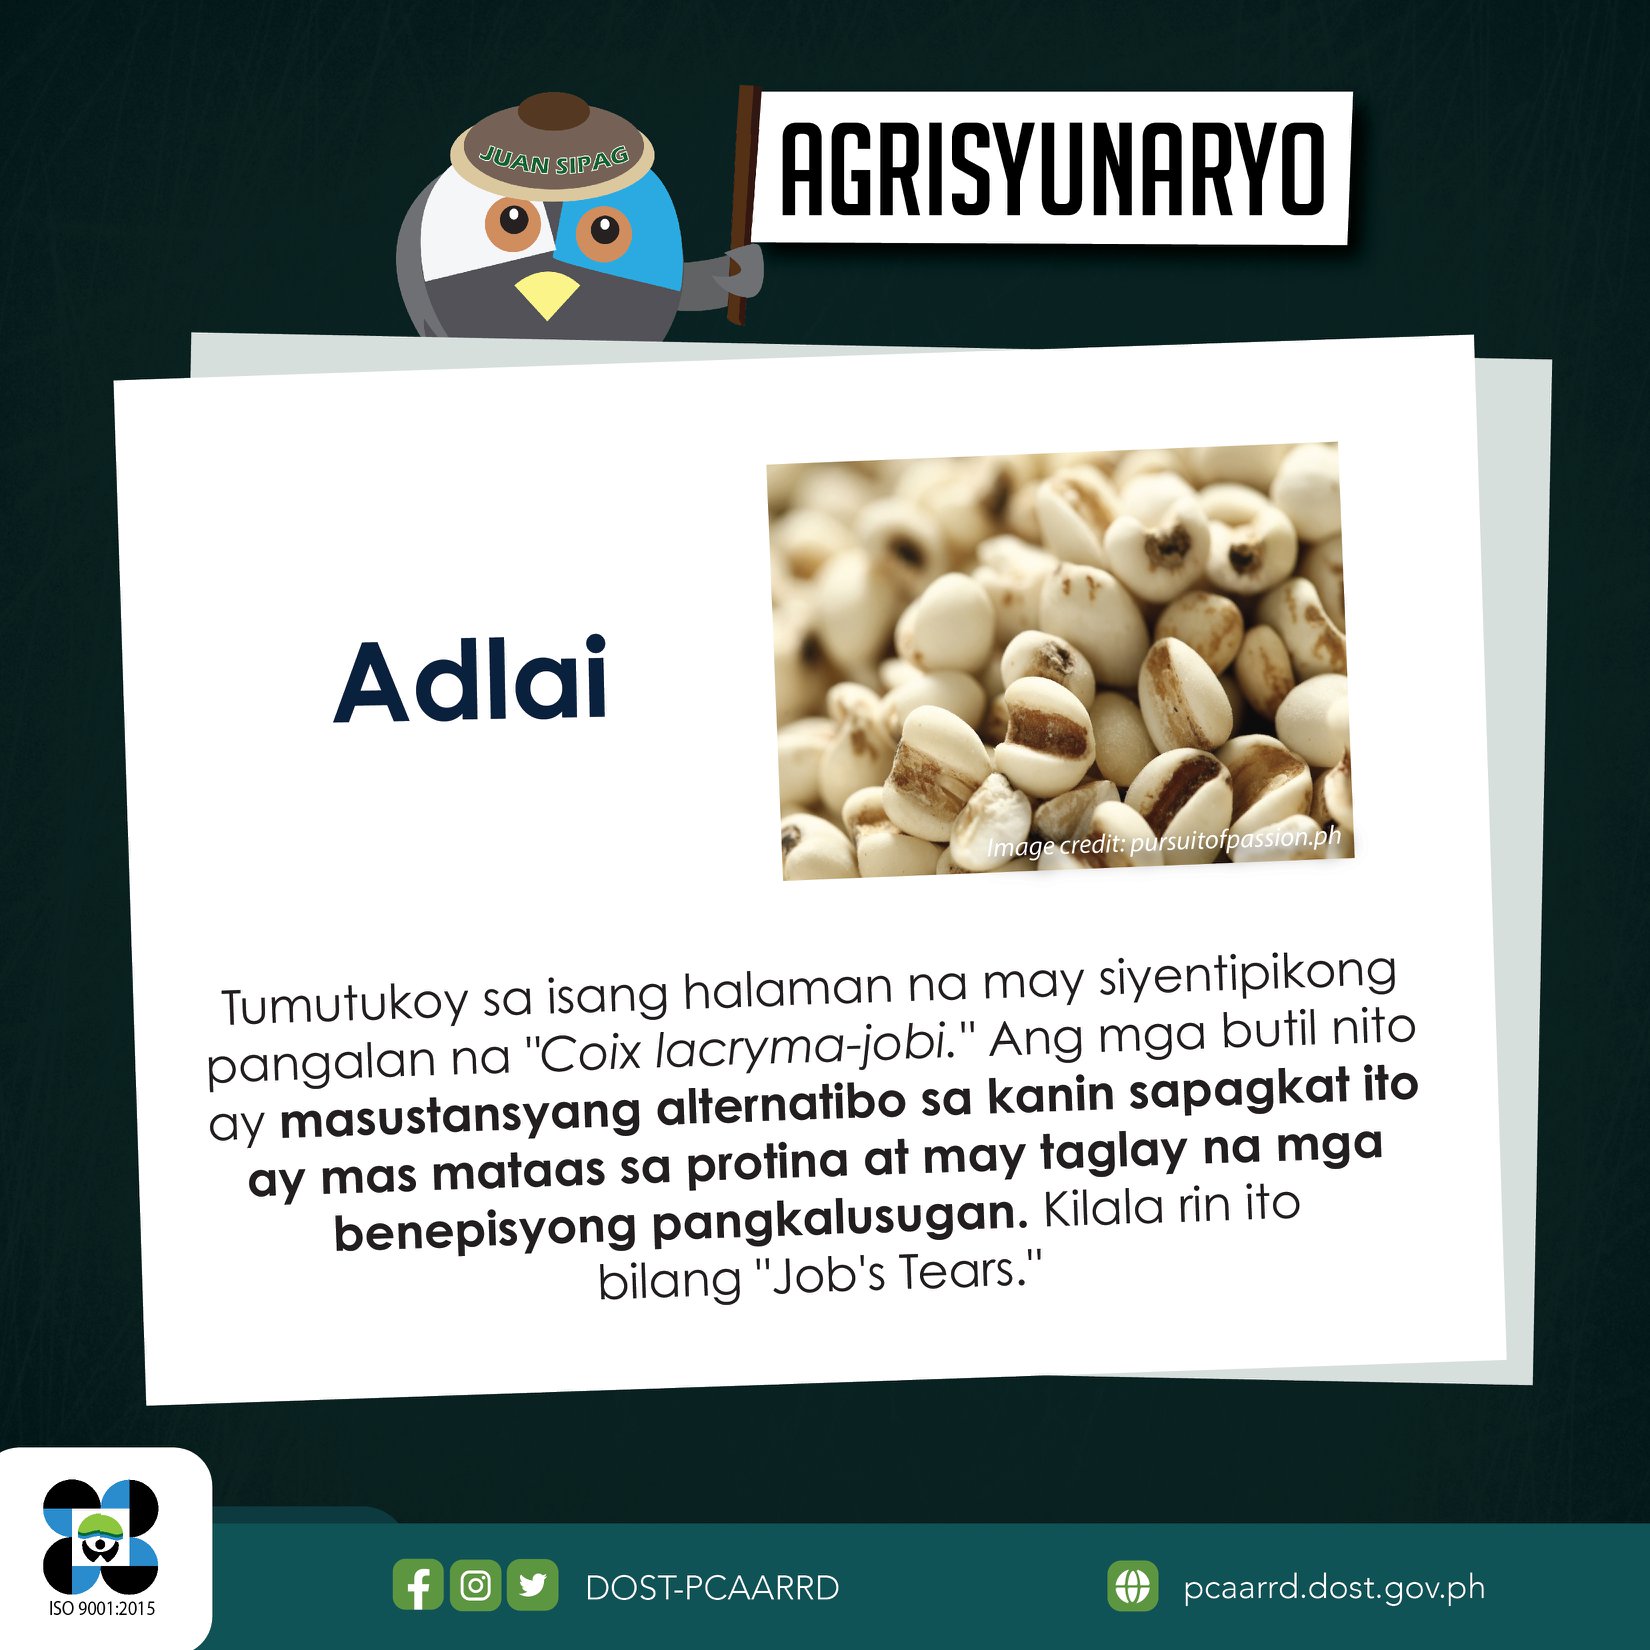 JUAN SIPAG
AGRISYUNARYO
Adlai
Image credit: pursuitofpassion.ph
Tumutukoy sa isang halaman na may siyentipikong
pangalan na "Coix lacryma-jobi." Ang mga butil nito
ay masustansyang alternatibo sa kanin sapagkat ito
ay mas mataas sa protina at may taglay na mga
benepisyong pangkalusugan. Kilala rin ito
bilang "Job's Tears."
ISO 9001:2015
DOST-PCAARRD
pcaarrd.dost.gov.ph